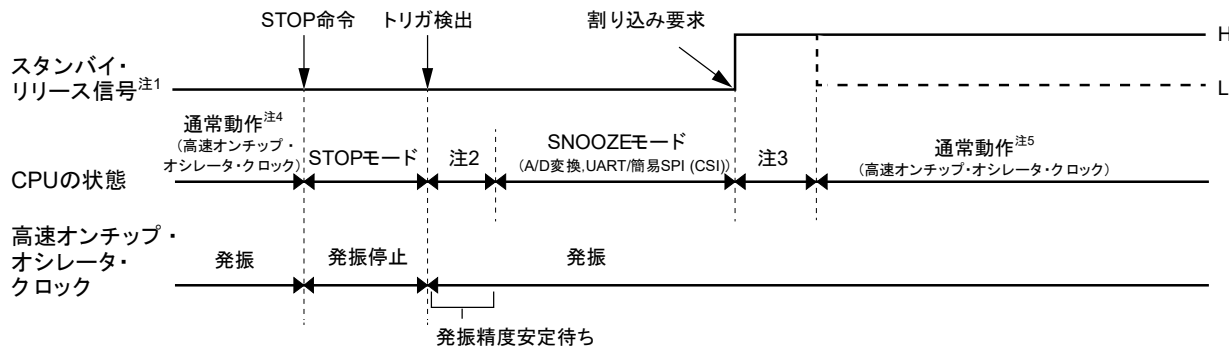 STOP命令
トリガ検出
割り込み要求
H
スタンバイ・
リリース信号注1
L
通常動作注4
(高速オンチップ・
オシレータ・クロック)
STOPモード
注2
SNOOZEモード
(A/D変換,UART/簡易SPI (CSI))
注3
通常動作注5
(高速オンチップ・オシレータ・クロック)
CPUの状態
高速オンチップ・
オシレータ・
クロック
発振
発振停止
発振
発振精度安定待ち